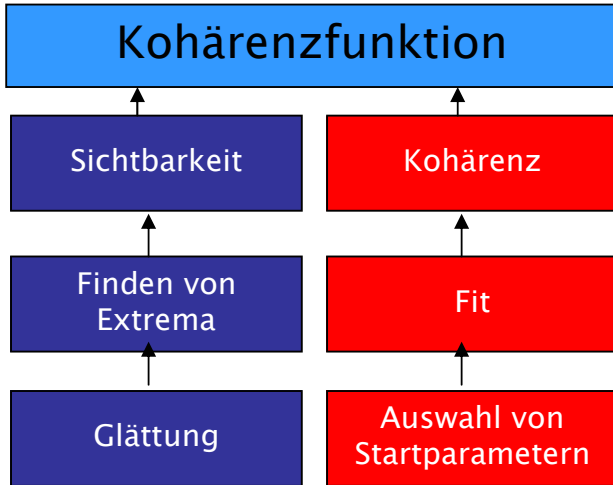 Kohärenzfunktion
Sichtbarkeit
Kohärenz
Finden von
Extrema
Fit
Glättung
Auswahl von
Startparametern